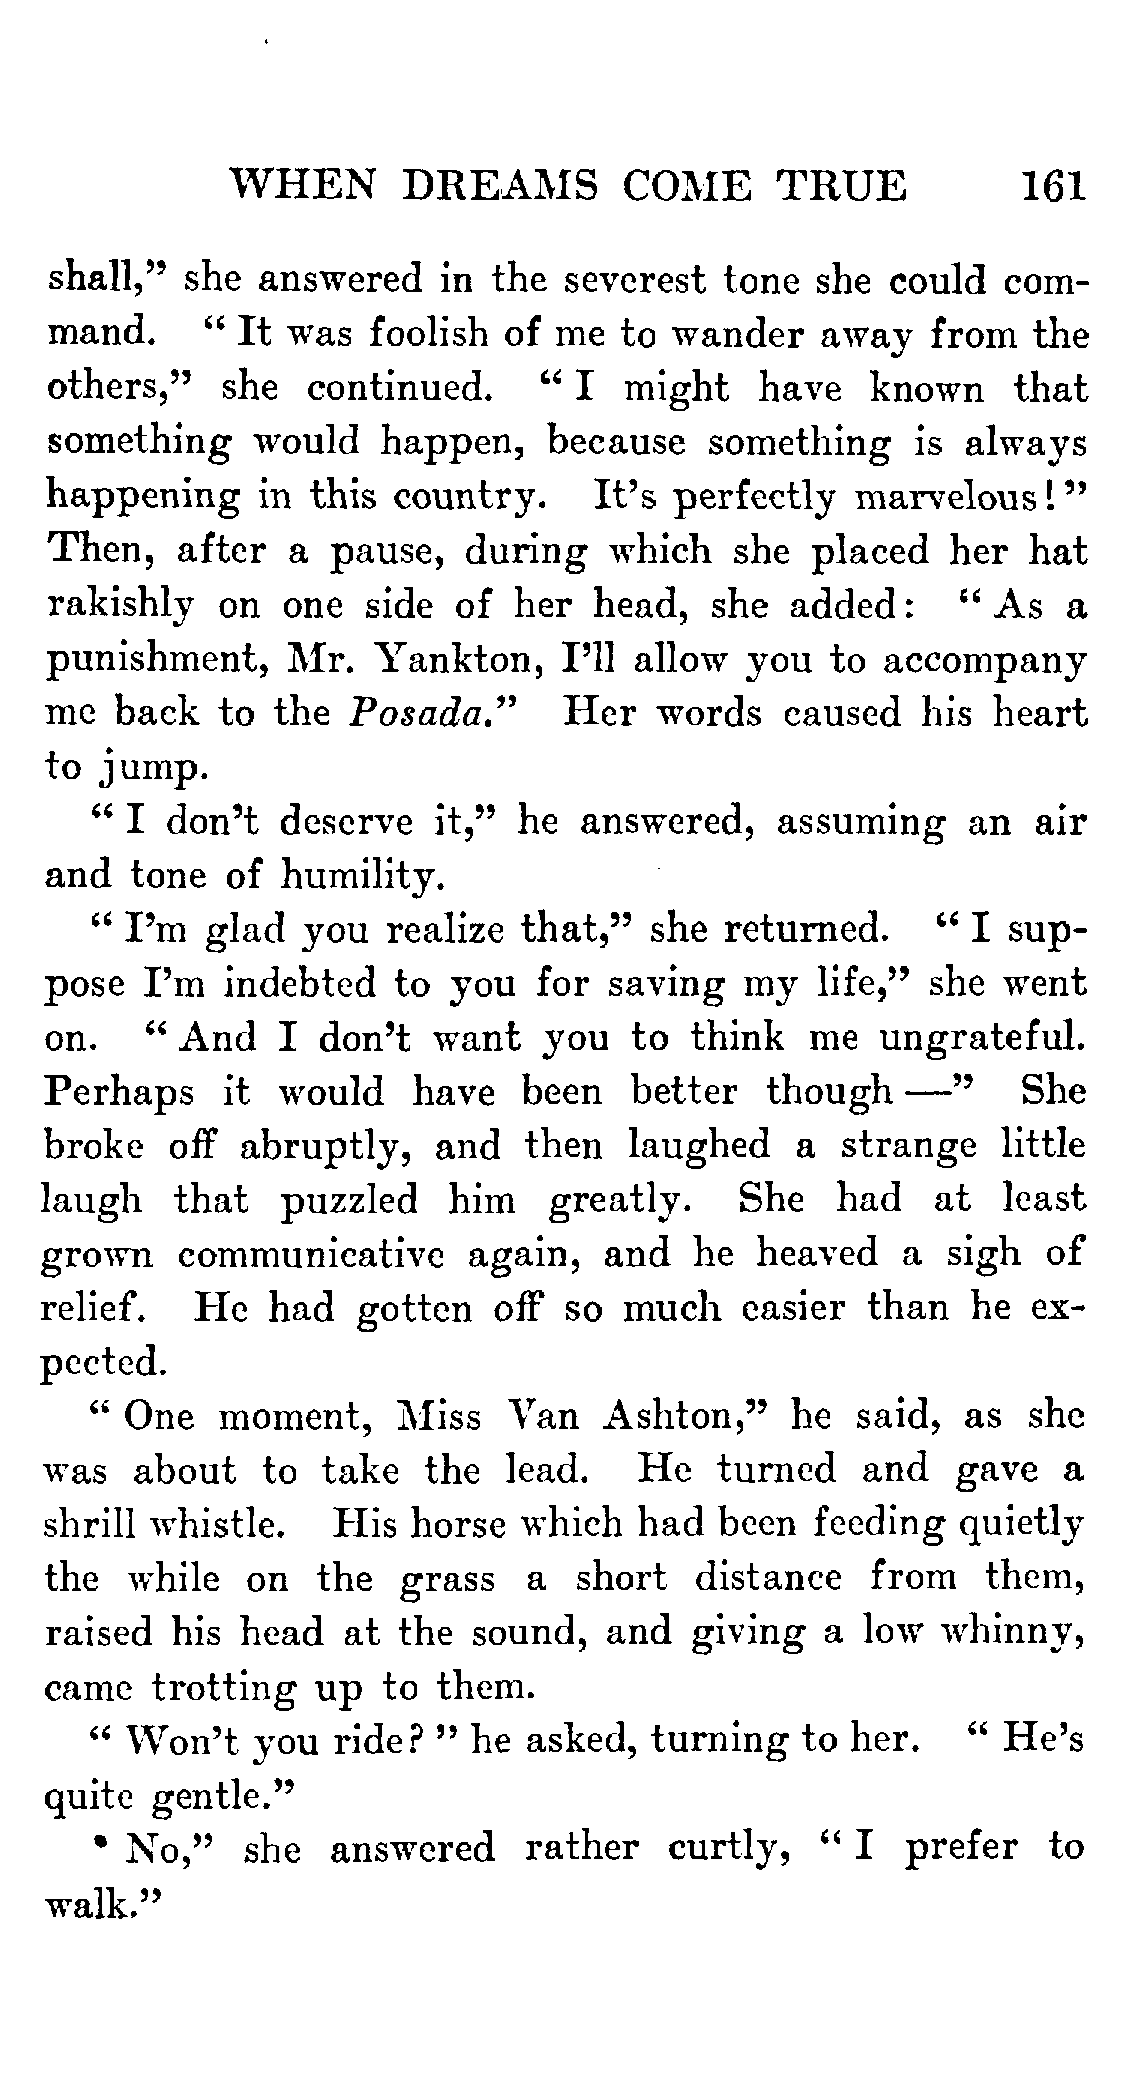 WHEN DREAMS COME TRUE 161
shall,” she answered in the severest tone she could com-
mand. “ It was foolish of me to wander away from the
others,” she continued. “ I might have known that
something would happen, because something is always
happening in this country. It’s perfectly marvelous! ”
Then, after a pause, during which she placed her hat
rakishly on one side of her head, she added: “ As a
punishment, Mr. Yankton, I’ll allow you to accompany
me back to the Posada.” Her words caused his heart
to jump.
“ I don’t deserve it,” he answered, assuming an air
and tone of humility.
“ I’m glad you realize that,” she returned. “ I sup-
pose I’m indebted to you for saving my life,” she went
on. “ And I don’t want you to think me ungrateful.
Perhaps it would have been better though —” She
broke off abruptly, and then laughed a strange little
laugh that puzzled him greatly. She had at least
grown communicative again, and he heaved a sigh of
relief. He had gotten off so much easier than he ex-
pected.
“ One moment, Miss Van Ashton,” he said, as she
was about to take the lead. He turned and gave a
shrill whistle. His horse which had been feeding quietly
the while on the grass a short distance from them,
raised his head at the sound, and giving a low whinny,
came trotting up to them.
“ Won’t you ride? ” he asked, turning to her. “ He’s
quite gentle.”
• No,” she answered rather curtly, “ I prefer to
walk.”